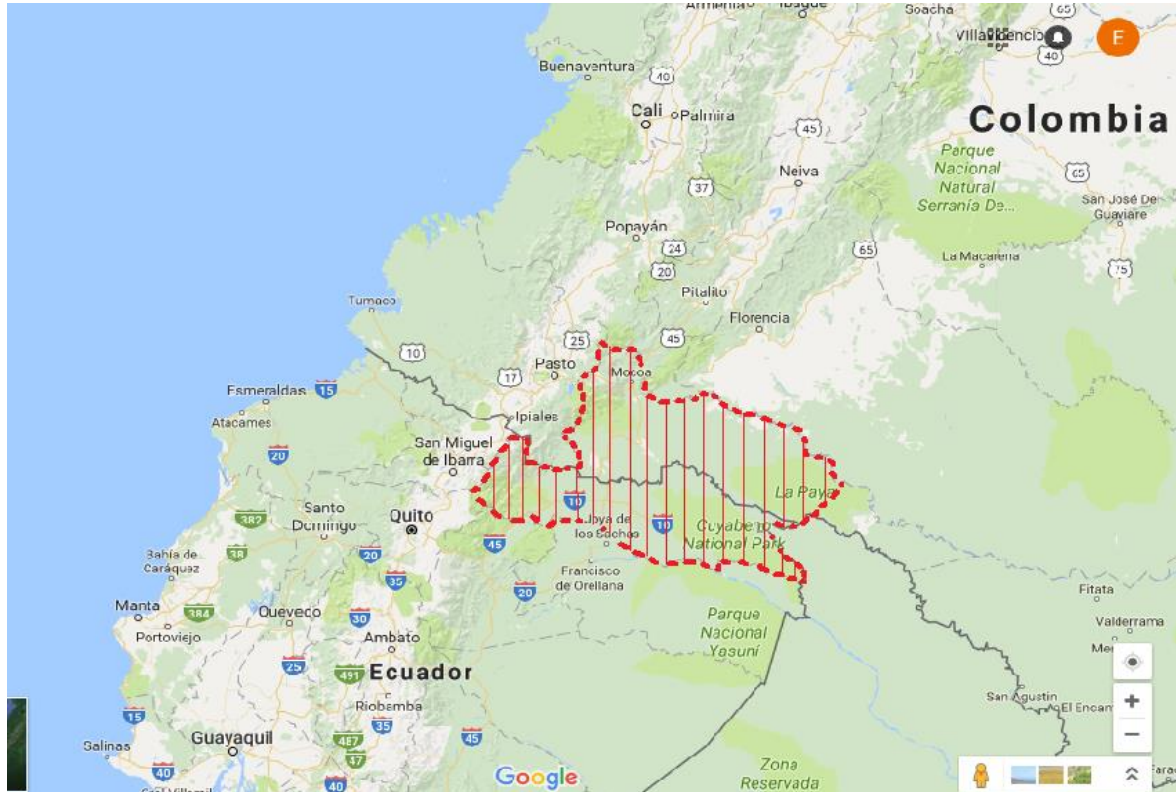 Armenia
Ibagué
Soacha
65
Villavicencio
E
Buenaventura
40
40
Cali
Palmira
Colombia
45
Parque
Nacional
Natural
Serranía De...
65
Neiva
37
San José Del
Guaviare
Popayán
24
65
La Macarena
75
20
Pitalito
Tumaco
Florencia
25
45
10
Pasto
Mocoa
17
Esmeraldas
15
Ipiales
Atacames
San Miguel
de Ibarra
20
La Paya
10
Santo
Domingo
382
Quito
Joya de
los Sachas
10
Cuyabeno
National Park
45
Bahía de
Caráquez
38
20
Francisco
de Orellana
35
20
Fitata
Manta
384
Quevedo
30
Parque
Nacional
Yasuní
Valderrama
Portoviejo
Ambato
25
Ecuador
491
San Agustin
El Encan
Riobamba
15
35
Guayaquil
487
45
Salinas
47
40
40
Google
Zona
Reservada